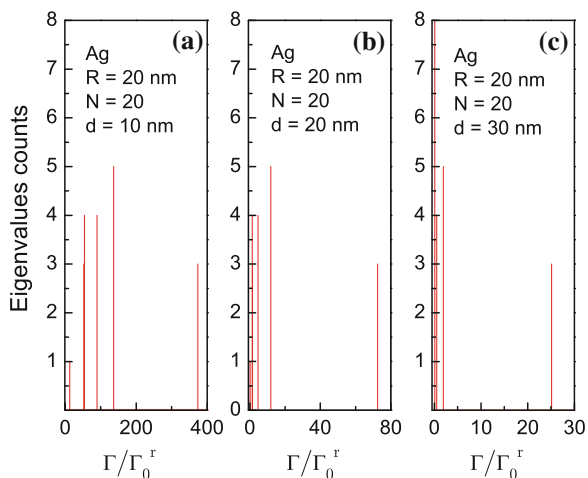 Eigenvalues counts
8
7
6
5
4
3
2
1
0 200 400
Γ/Γ₀ʳ
(a)
Ag
R = 20 nm
N = 20
d = 10 nm
8
7
6
5
4
3
2
1
0
0 40 80
Γ/Γ₀ʳ
(b)
Ag
R = 20 nm
N = 20
d = 20 nm
8
7
6
5
4
3
2
1
0
0 15 30
Γ/Γ₀ʳ
(c)
Ag
R = 20 nm
N = 20
d = 30 nm